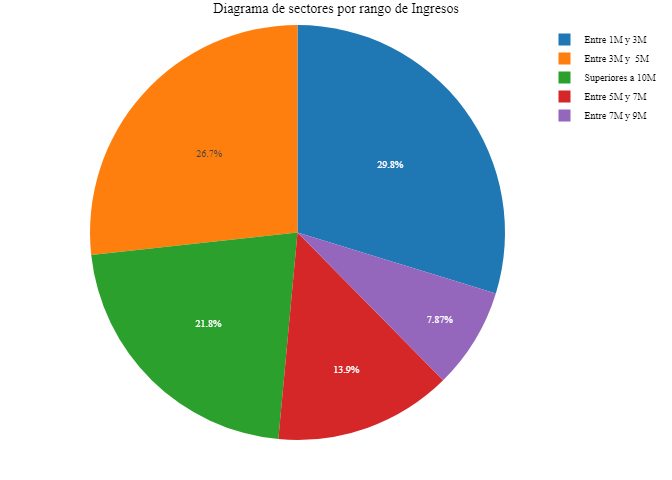 Diagrama de sectores por rango de Ingresos
Entre 1M y 3M
Entre 3M y  5M
Superiores a 10M
Entre 5M y 7M
Entre 7M y 9M
26.7%
29.8%
21.8%
7.87%
13.9%